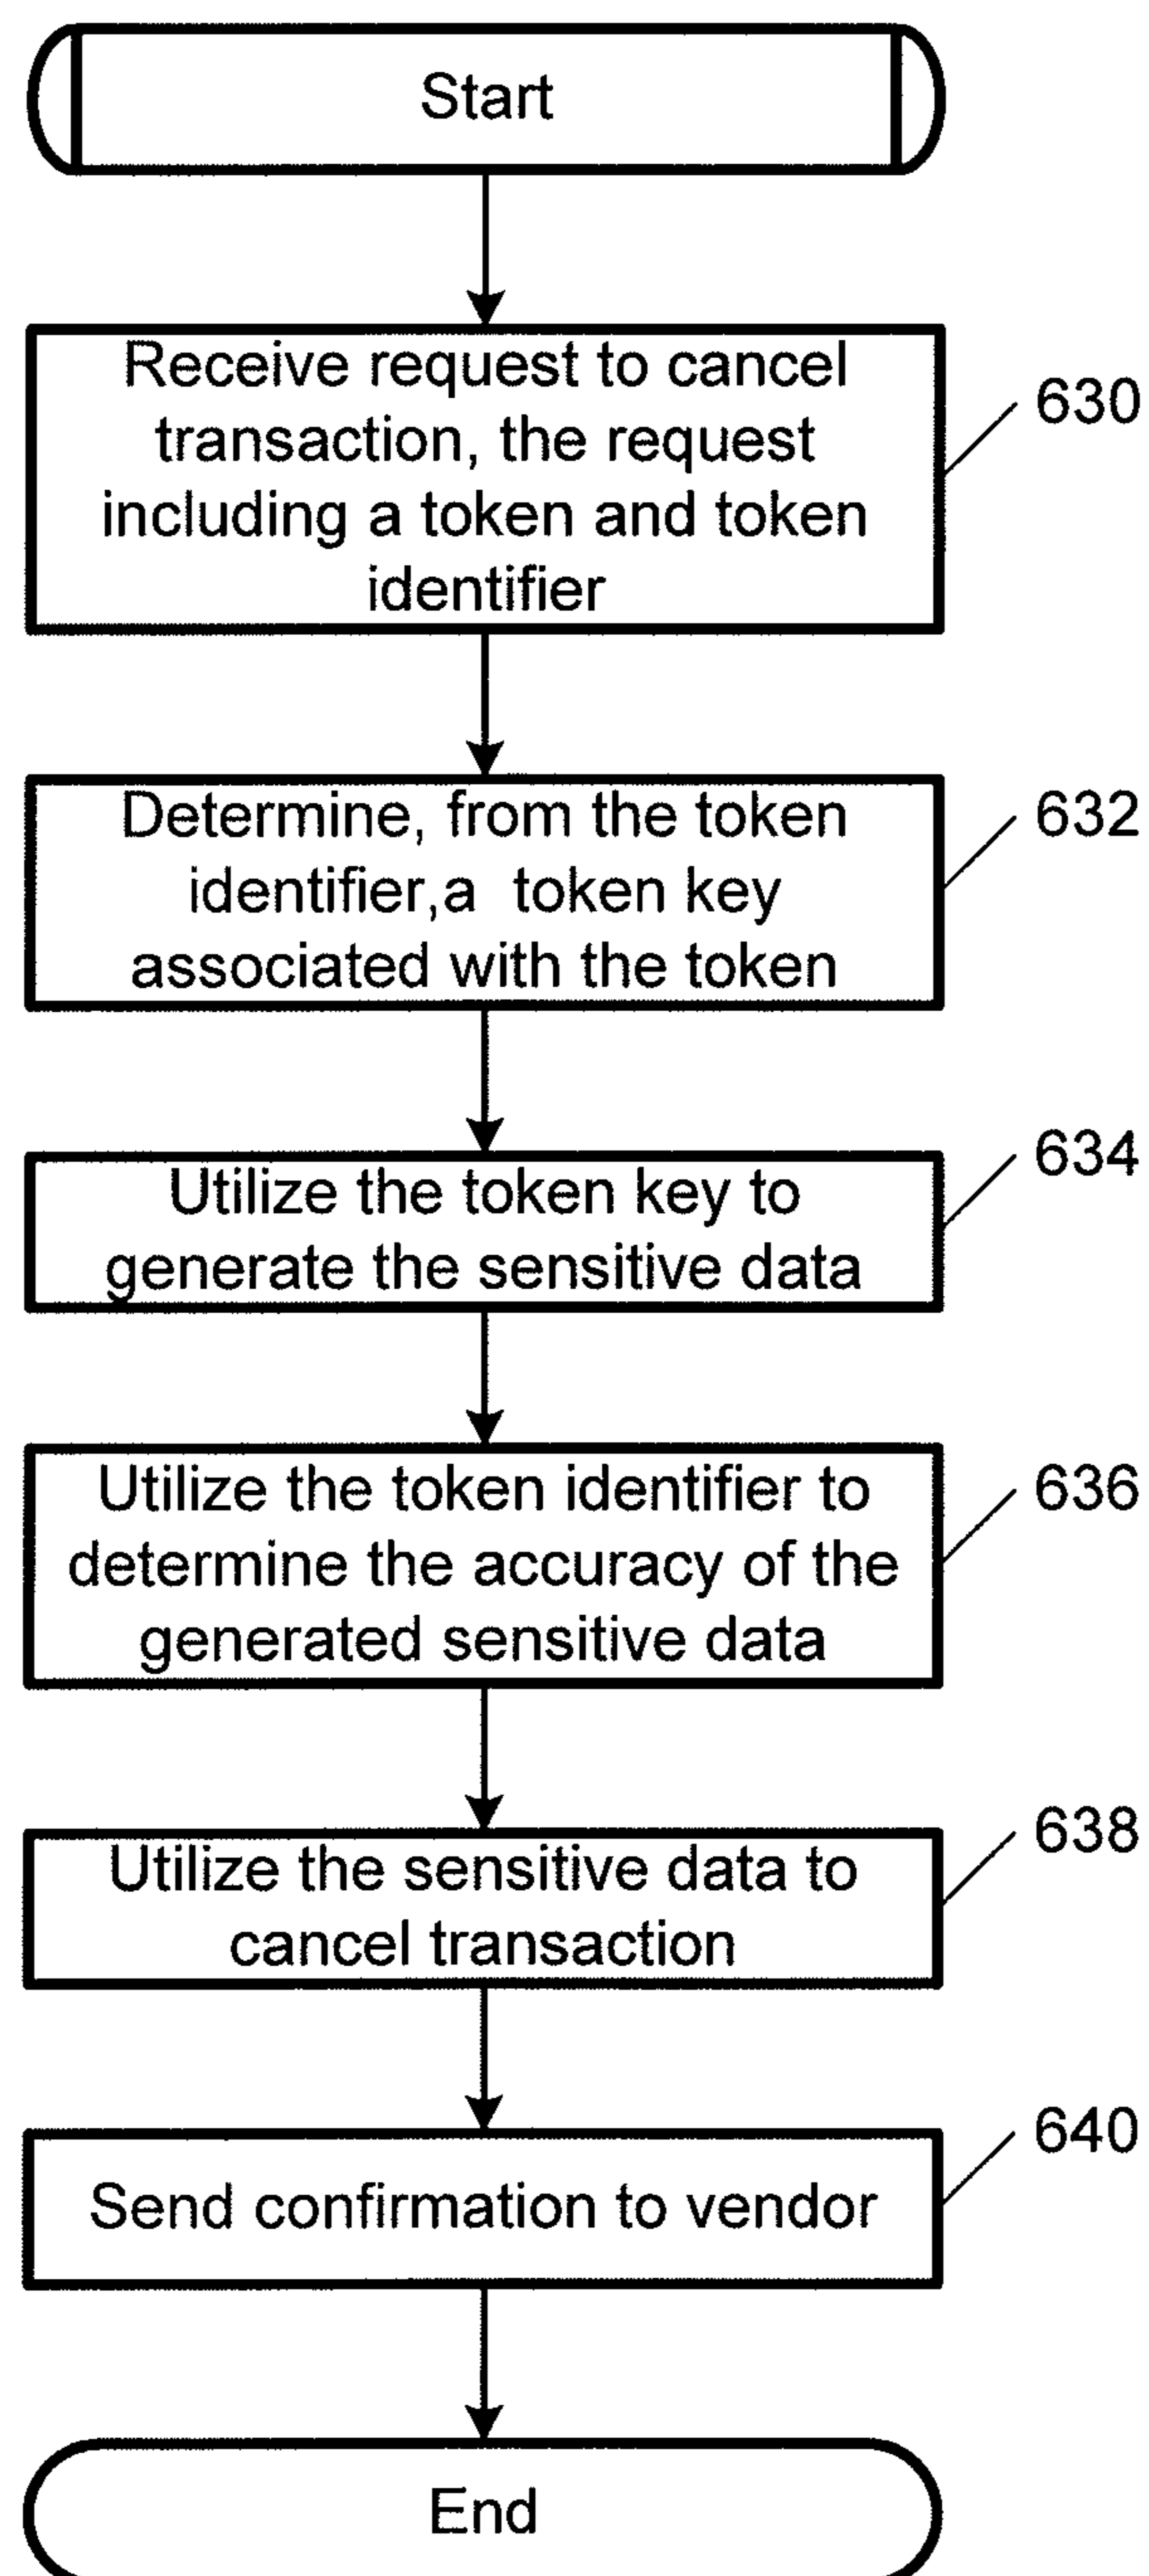 Start
Receive request to cancel
transaction, the request
including a token and token
identifier
630
Determine, from the token
identifier,a  token key
associated with the token
632
Utilize the token key to
generate the sensitive data
634
Utilize the token identifier to
determine the accuracy of the
generated sensitive data
636
Utilize the sensitive data to
cancel transaction
638
Send confirmation to vendor
640
End